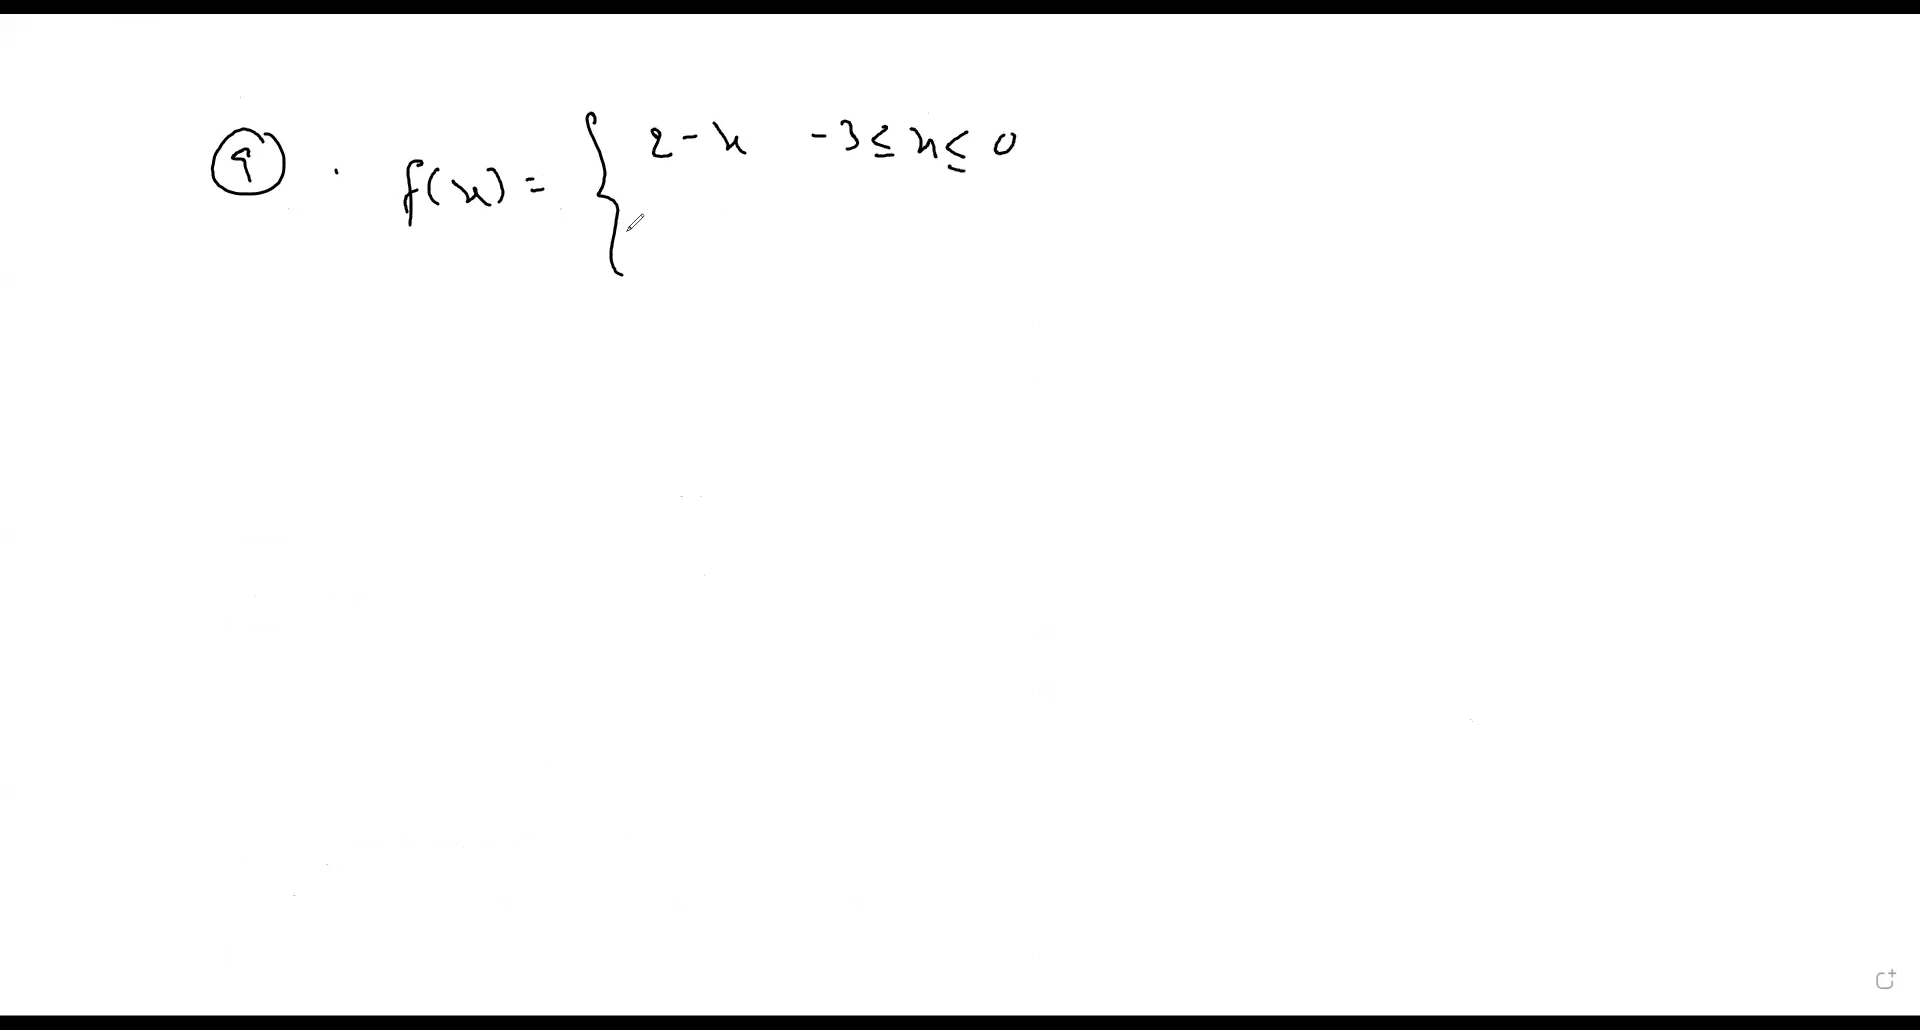 9 . f(x) = { 2 - x   -3 ≤ x ≤ 0